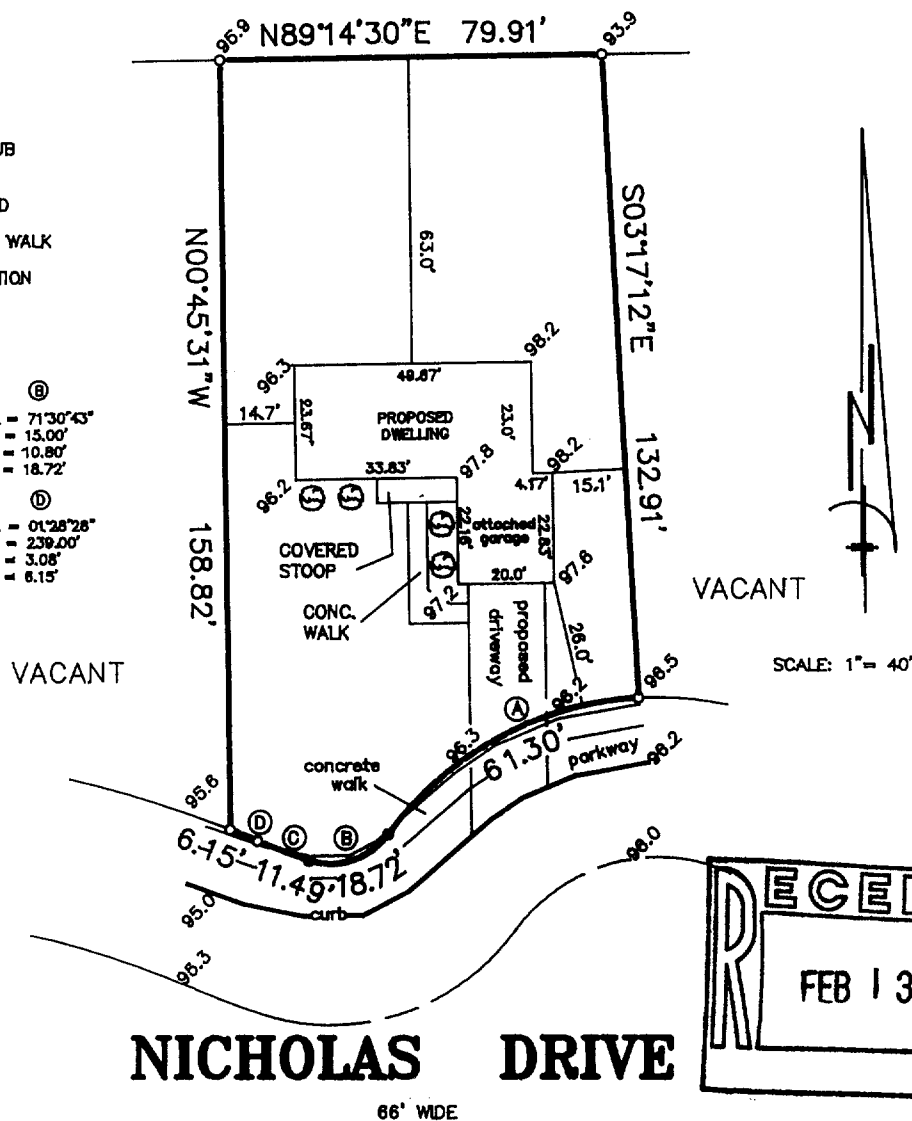 N89°14'30"E 79.91'
96.9
93.9
UB
D
WALK
TION
N00°45'31"W
158.82'
S03°17'12"E
132.91'
63.0'
98.2
96.3
49.67'
14.7'
23.67'
PROPOSED
DWELLING
23.0'
33.83'
97.8
98.2
4.17'
15.1'
96.2
22.16'
attached
garage
22.83'
COVERED
STOOP
20.0'
97.6
97.2
CONC.
WALK
proposed
driveway
26.0'
B
= 71°30'43"
= 15.00'
= 10.80'
= 18.72'
D
= 01°28'28"
= 239.00'
= 3.08'
= 6.15'
VACANT
VACANT
N
SCALE: 1"= 40'
A
96.2
96.5
96.3
61.30'
parkway
96.2
concrete
walk
95.6
D
C
B
6.15' 11.49' 18.72'
95.0
curb
96.0
95.3
RECEI
FEB 13
NICHOLAS DRIVE
66' WIDE